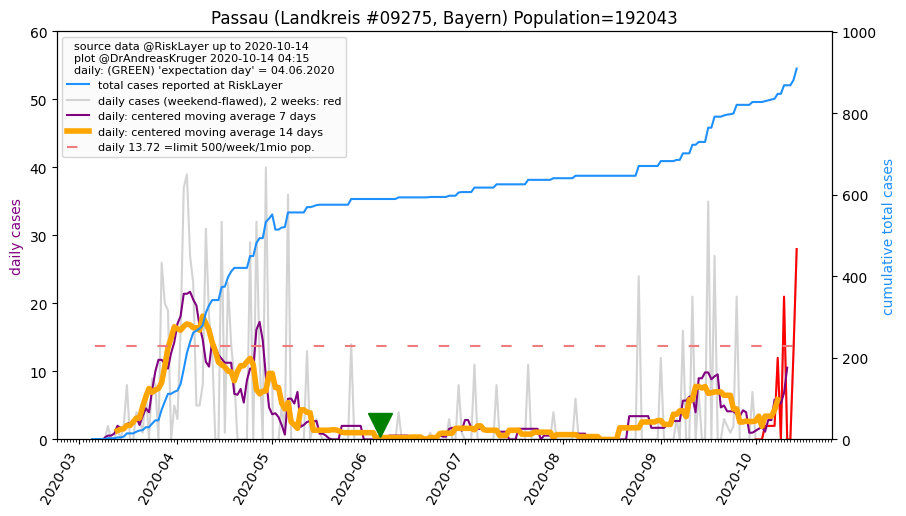 Passau (Landkreis #09275, Bayern) Population=192043
source data @RiskLayer up to 2020-10-14
plot @DrAndreasKruger 2020-10-14 04:15
daily: (GREEN) 'expectation day' = 04.06.2020
total cases reported at RiskLayer
daily cases (weekend-flawed), 2 weeks: red
daily: centered moving average 7 days
daily: centered moving average 14 days
daily 13.72 =limit 500/week/1mio pop.
daily cases
60
50
40
30
20
10
0
cumulative total cases
1000
800
600
400
200
0
2020-03
2020-04
2020-05
2020-06
2020-07
2020-08
2020-09
2020-10